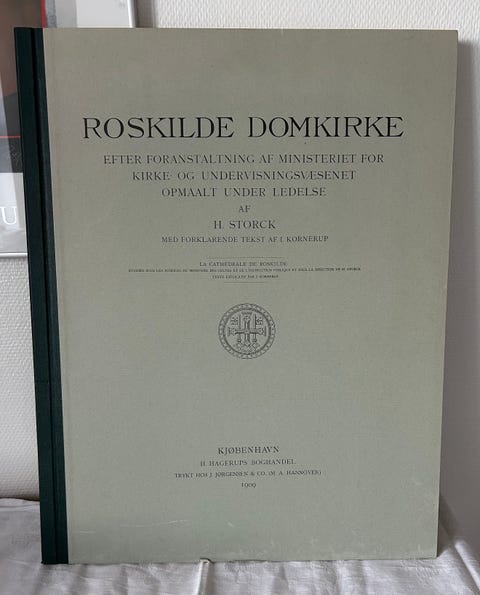 ROSKILDE DOMKIRKE
EFTER FORANSTALTNING AF MINISTERIET FOR
KIRKE- OG UNDERVISNINGSVÆSENET
OPMAALT UNDER LEDELSE
AF
H. STORCK
MED FORKLARENDE TEKST AF J. KORNERUP
LA CATHÉDRALE DE ROSKILDE
KJØBENHAVN
H. HAGERUPS BOGHANDEL
TRYKT HOS J. JØRGENSEN & CO. (M. A. HANNOVER)
1909
U